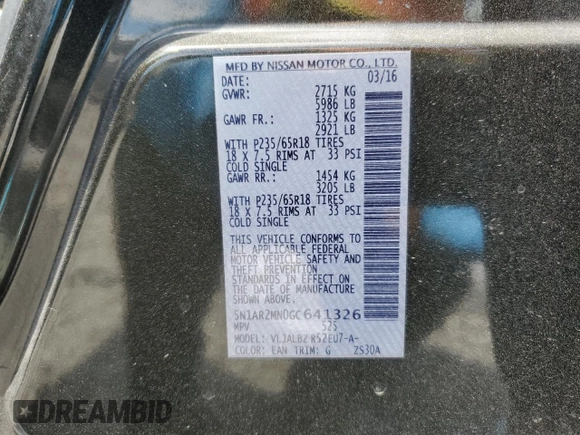 MFD BY NISSAN MOTOR CO., LTD.
DATE: 03/16
GVWR: 2715 KG
5986 LB
GAWR FR.: 1325 KG
2921 LB
WITH P235/65R18 TIRES
18 X 7.5 RIMS AT 33 PSI
COLD SINGLE
GAWR RR.: 1454 KG
3205 LB
WITH P235/65R18 TIRES
18 X 7.5 RIMS AT 33 PSI
COLD SINGLE
THIS VEHICLE CONFORMS TO
ALL APPLICABLE FEDERAL
MOTOR VEHICLE SAFETY AND
THEFT PREVENTION
STANDARDS IN EFFECT ON
THE DATE OF MANUFACTURE
5N1AR2MN0GC641326
MPV 52S
MODEL: VLJALBZ R52EU7-A-
COLOR: EAN TRIM: G ZS30A
DREAMBID